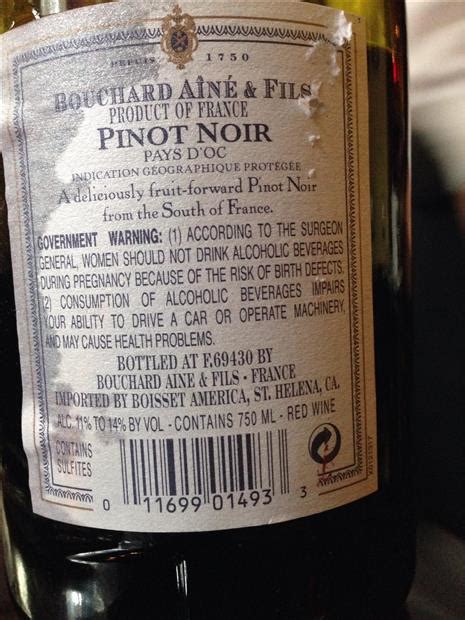 DEPUIS 1750
BOUCHARD AÎNÉ & FILS
PRODUCT OF FRANCE
PINOT NOIR
PAYS D'OC
INDICATION GÉOGRAPHIQUE PROTÉGÉE
A deliciously fruit-forward Pinot Noir
from the South of France.
GOVERNMENT WARNING: (1) ACCORDING TO THE SURGEON
GENERAL, WOMEN SHOULD NOT DRINK ALCOHOLIC BEVERAGES
DURING PREGNANCY BECAUSE OF THE RISK OF BIRTH DEFECTS.
(2) CONSUMPTION OF ALCOHOLIC BEVERAGES IMPAIRS
YOUR ABILITY TO DRIVE A CAR OR OPERATE MACHINERY,
AND MAY CAUSE HEALTH PROBLEMS.
BOTTLED AT F.69430 BY
BOUCHARD AINE & FILS - FRANCE
IMPORTED BY BOISSET AMERICA, ST. HELENA, CA.
ALC. 11% TO 14% BY VOL - CONTAINS 750 ML - RED WINE
CONTAINS
SULFITES
0 11699 01493 3